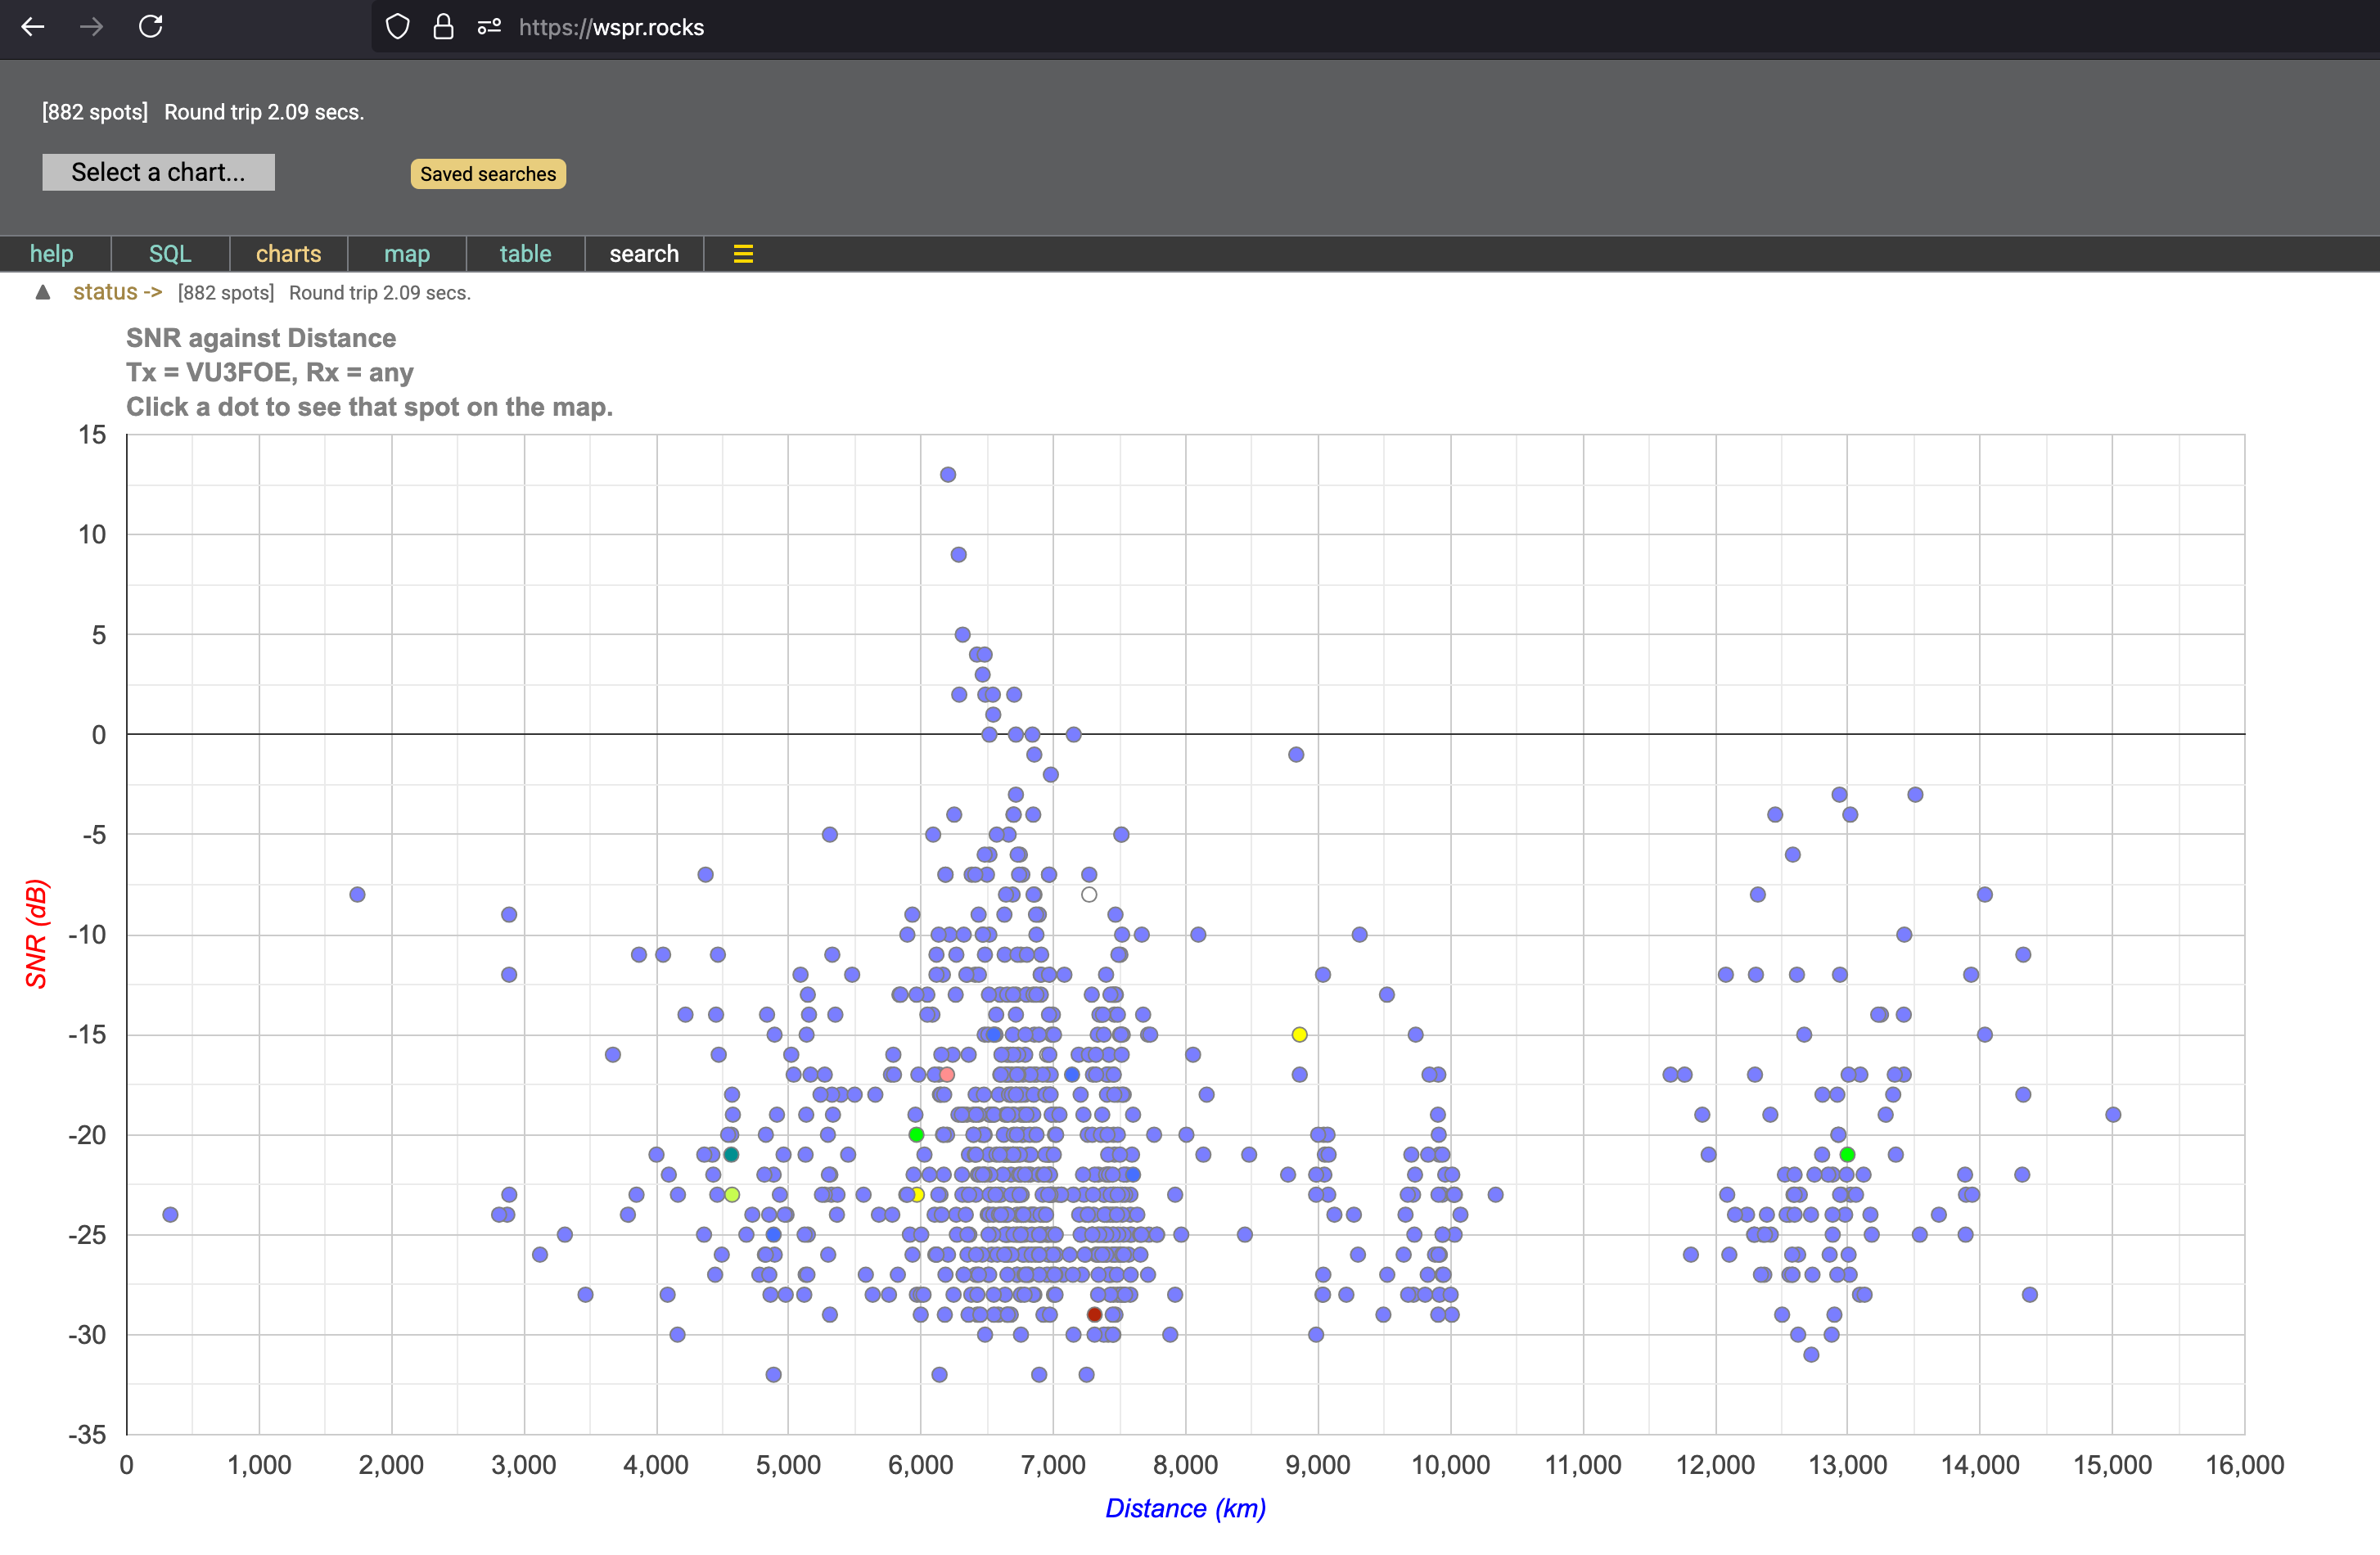 https://wspr.rocks
[882 spots] Round trip 2.09 secs.
Select a chart... Saved searches
help SQL charts map table search
▲ status -> [882 spots] Round trip 2.09 secs.
SNR against Distance
Tx = VU3FOE, Rx = any
Click a dot to see that spot on the map.
15
10
5
0
-5
-10
-15
-20
-25
-30
-35
SNR (dB)
0 1,000 2,000 3,000 4,000 5,000 6,000 7,000 8,000 9,000 10,000 11,000 12,000 13,000 14,000 15,000 16,000
Distance (km)